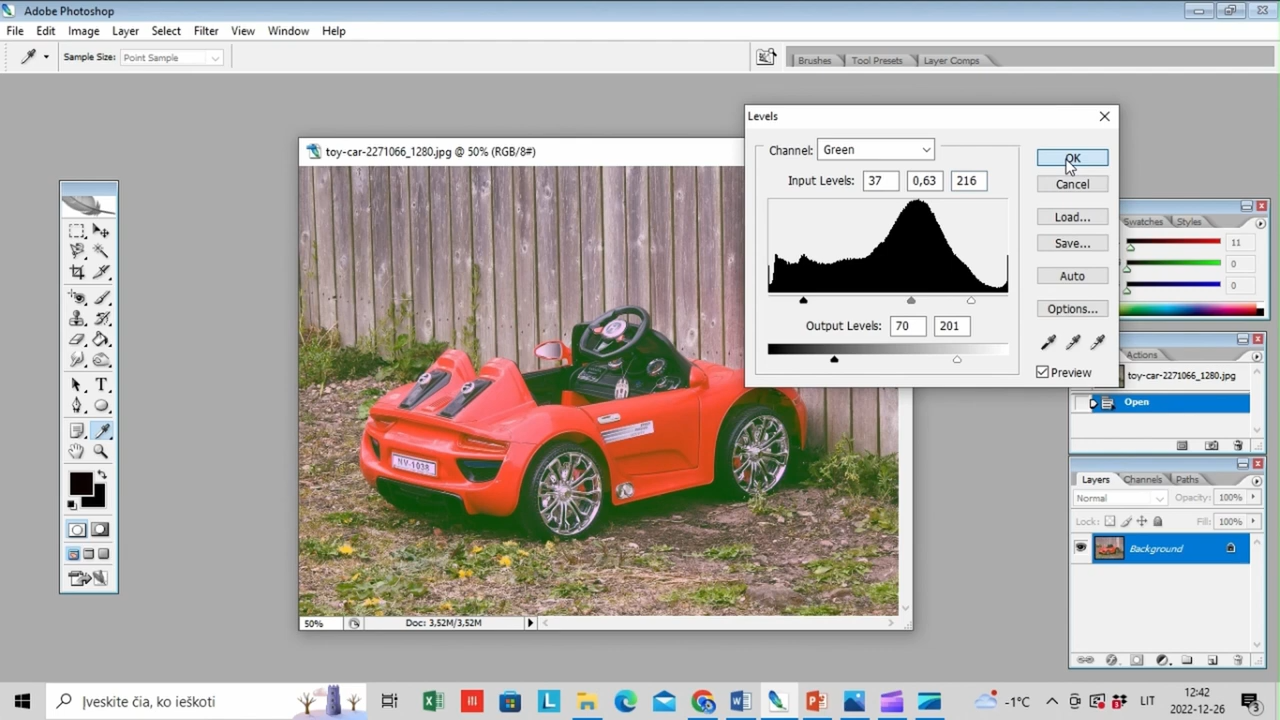 Adobe Photoshop
File Edit Image Layer Select Filter View Window Help
Sample Size: Point Sample
Brushes Tool Presets Layer Comps
Levels
toy-car-2271066_1280.jpg @ 50% (RGB/8#)
Channel: Green
OK
Input Levels: 37 0,63 216
Cancel
Load...
Save...
Auto
Options...
Output Levels: 70 201
Preview
Swatches Styles
11
0
0
Actions
toy-car-2271066_1280.jpg
Open
NV-1038
Layers Channels Paths
Normal Opacity: 100%
Lock: Fill: 100%
Background
50% Doc: 3,52M/3,52M
Įveskite čia, ko ieškoti
-1°C
LIT
12:42
2022-12-26
3